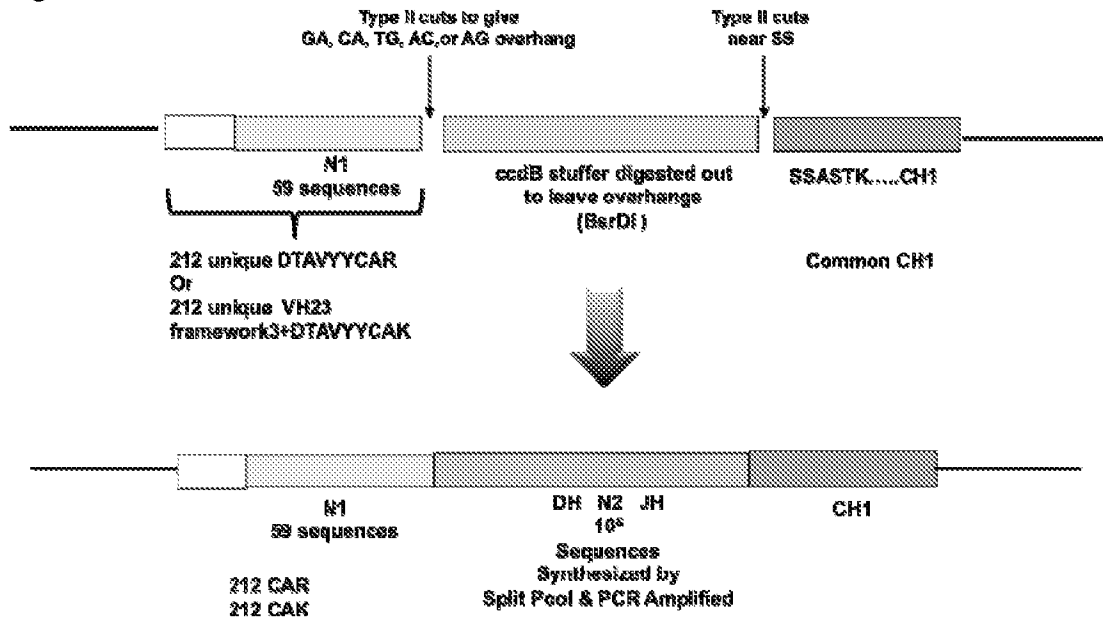 Type II cuts to give
GA, CA, TG, AC, or AG overhang
Type II cuts
near SS
N1
59 sequences
ccdB stuffer digested out
to leave overhangs
(BsrDI)
SSASTK.....CH1
212 unique DTAVYYCAR
Or
212 unique VH23
framework3+DTAVYYCAK
Common CH1
N1
59 sequences
DH N2 JH
CH1
Sequences
Synthesized by
Split Pool & PCR Amplified
212 CAR
212 CAK